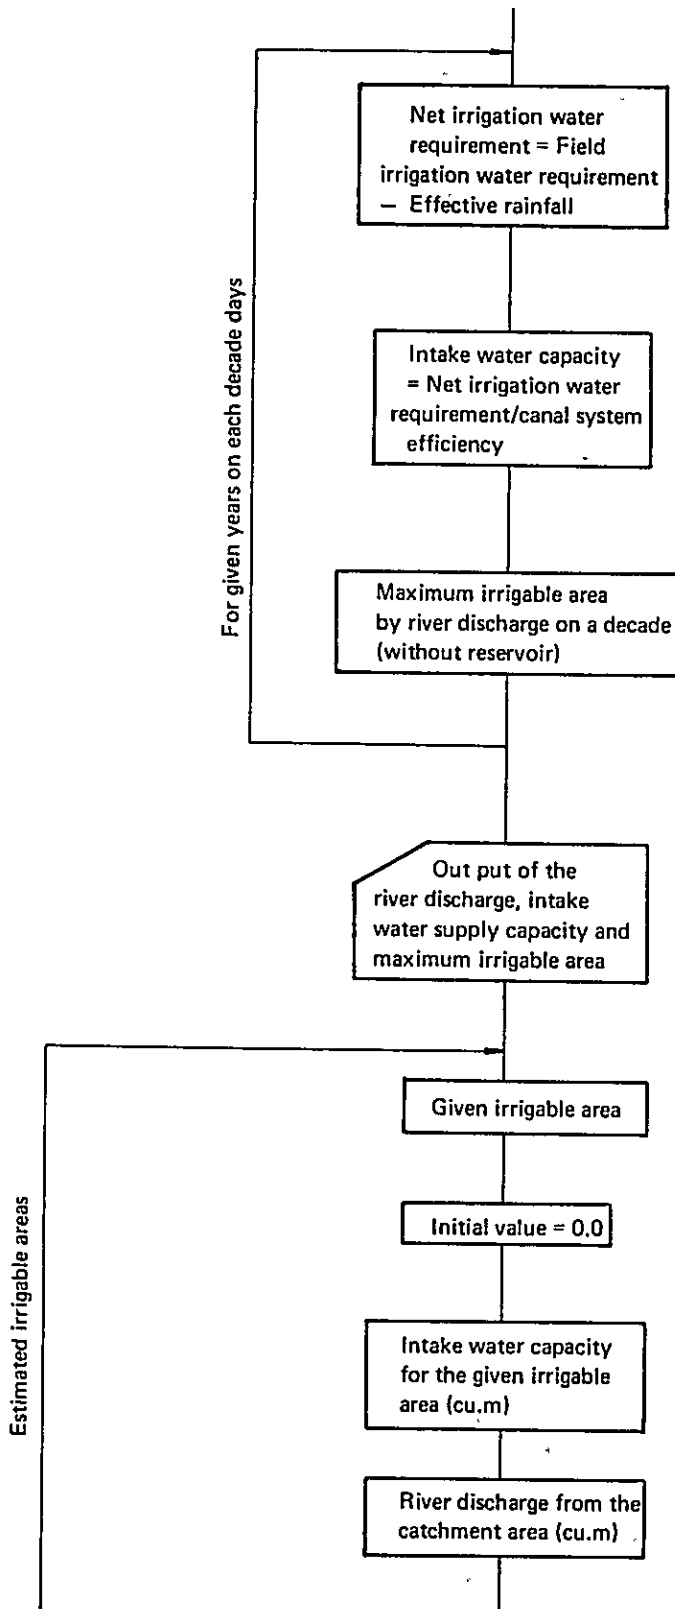 Net irrigation water
requirement = Field
irrigation water requirement
— Effective rainfall
For given years on each decade days
Intake water capacity
= Net irrigation water
requirement/canal system
efficiency
Maximum irrigable area
by river discharge on a decade
(without reservoir)
Out put of the
river discharge, intake
water supply capacity and
maximum irrigable area
Estimated irrigable areas
Given irrigable area
Initial value = 0.0
Intake water capacity
for the given irrigable
area (cu.m)
River discharge from the
catchment area (cu.m)